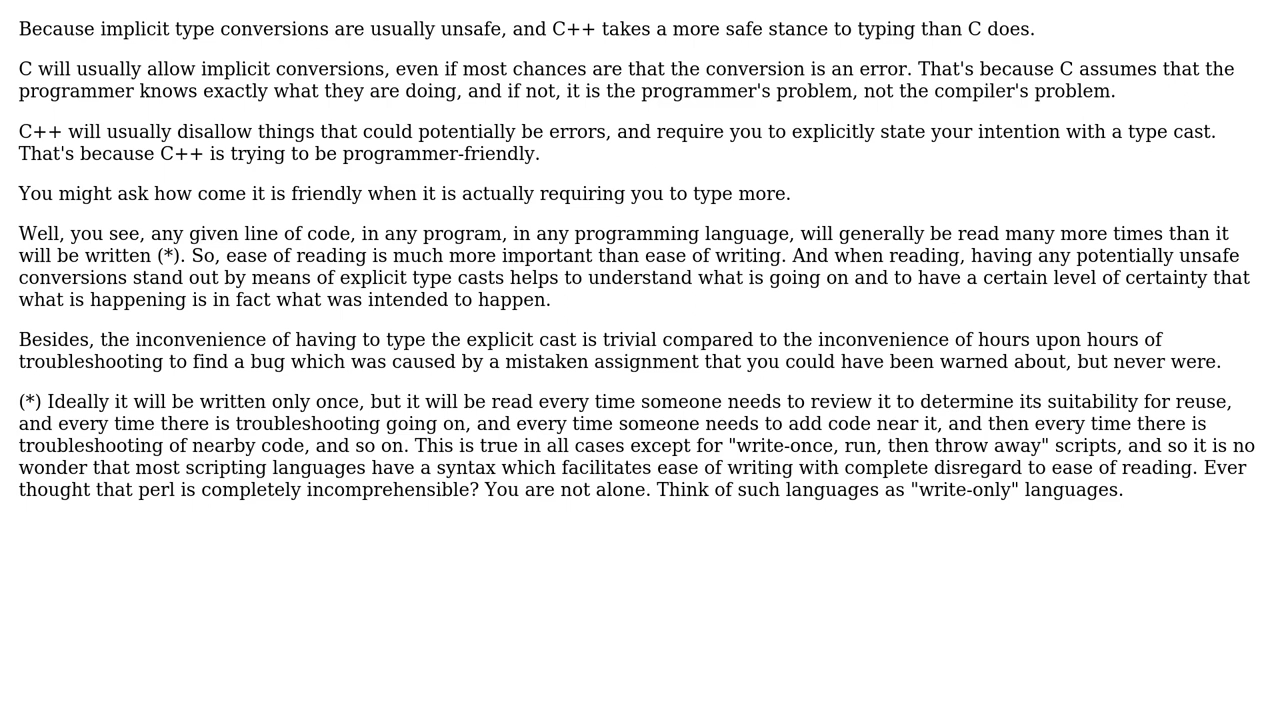 Because implicit type conversions are usually unsafe, and C++ takes a more safe stance to typing than C does.
C will usually allow implicit conversions, even if most chances are that the conversion is an error. That's because C assumes that the
programmer knows exactly what they are doing, and if not, it is the programmer's problem, not the compiler's problem.
C++ will usually disallow things that could potentially be errors, and require you to explicitly state your intention with a type cast.
That's because C++ is trying to be programmer-friendly.
You might ask how come it is friendly when it is actually requiring you to type more.
Well, you see, any given line of code, in any program, in any programming language, will generally be read many more times than it
will be written (*). So, ease of reading is much more important than ease of writing. And when reading, having any potentially unsafe
conversions stand out by means of explicit type casts helps to understand what is going on and to have a certain level of certainty that
what is happening is in fact what was intended to happen.
Besides, the inconvenience of having to type the explicit cast is trivial compared to the inconvenience of hours upon hours of
troubleshooting to find a bug which was caused by a mistaken assignment that you could have been warned about, but never were.
(*) Ideally it will be written only once, but it will be read every time someone needs to review it to determine its suitability for reuse,
and every time there is troubleshooting going on, and every time someone needs to add code near it, and then every time there is
troubleshooting of nearby code, and so on. This is true in all cases except for "write-once, run, then throw away" scripts, and so it is no
wonder that most scripting languages have a syntax which facilitates ease of writing with complete disregard to ease of reading. Ever
thought that perl is completely incomprehensible? You are not alone. Think of such languages as "write-only" languages.